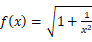 f(x) = √(1 + 1/x²)